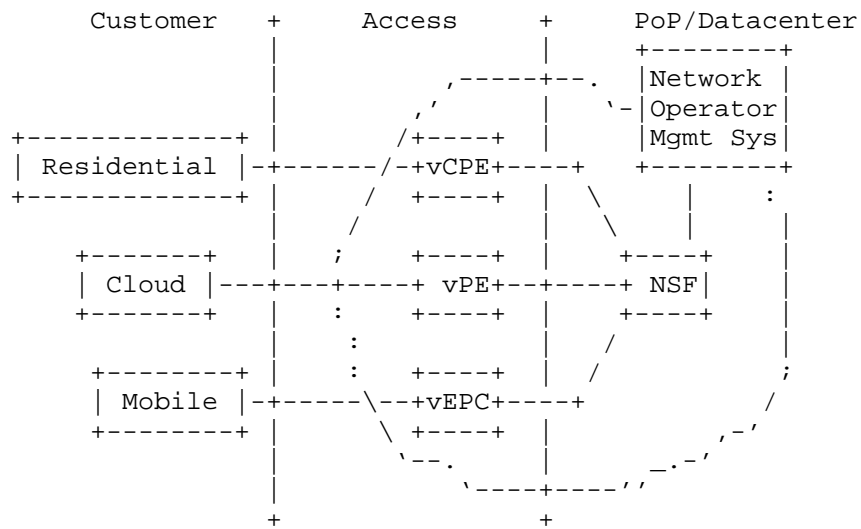 Customer Access PoP/Datacenter
Network
Operator
Mgmt Sys
Residential vCPE
Cloud vPE NSF
Mobile vEPC